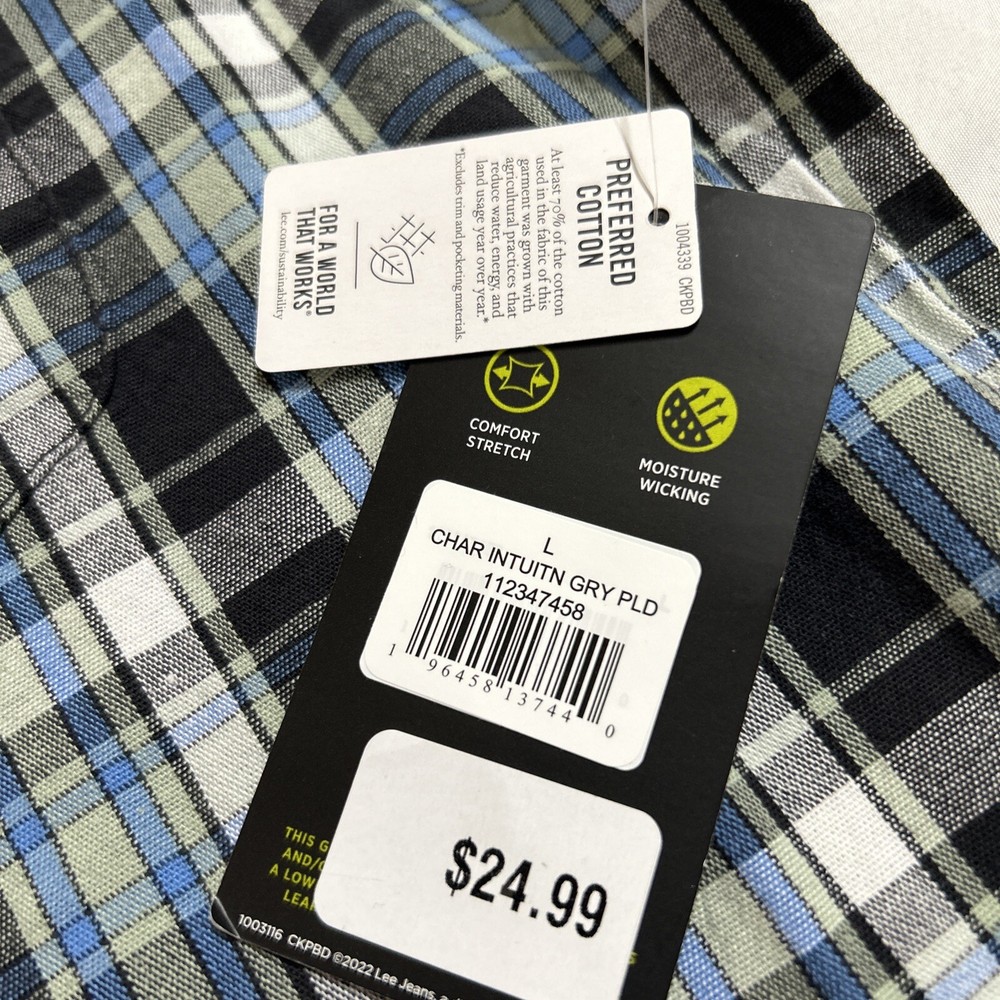 1004339 CKPBD
PREFERRED
COTTON
At least 70% of the cotton
used in the fabric of this
garment was grown with
agricultural practices that
reduce water, energy, and
land usage year over year.*
*Excludes trim and pocketing materials.
FOR A WORLD
THAT WORKS®
lee.com/sustainability
COMFORT
STRETCH
MOISTURE
WICKING
L
CHAR INTUITN GRY PLD
112347458
1 96458 13744 0
$24.99
THIS
AND/
A LOW
1003116 CKPBD ©2022 Lee Jeans,